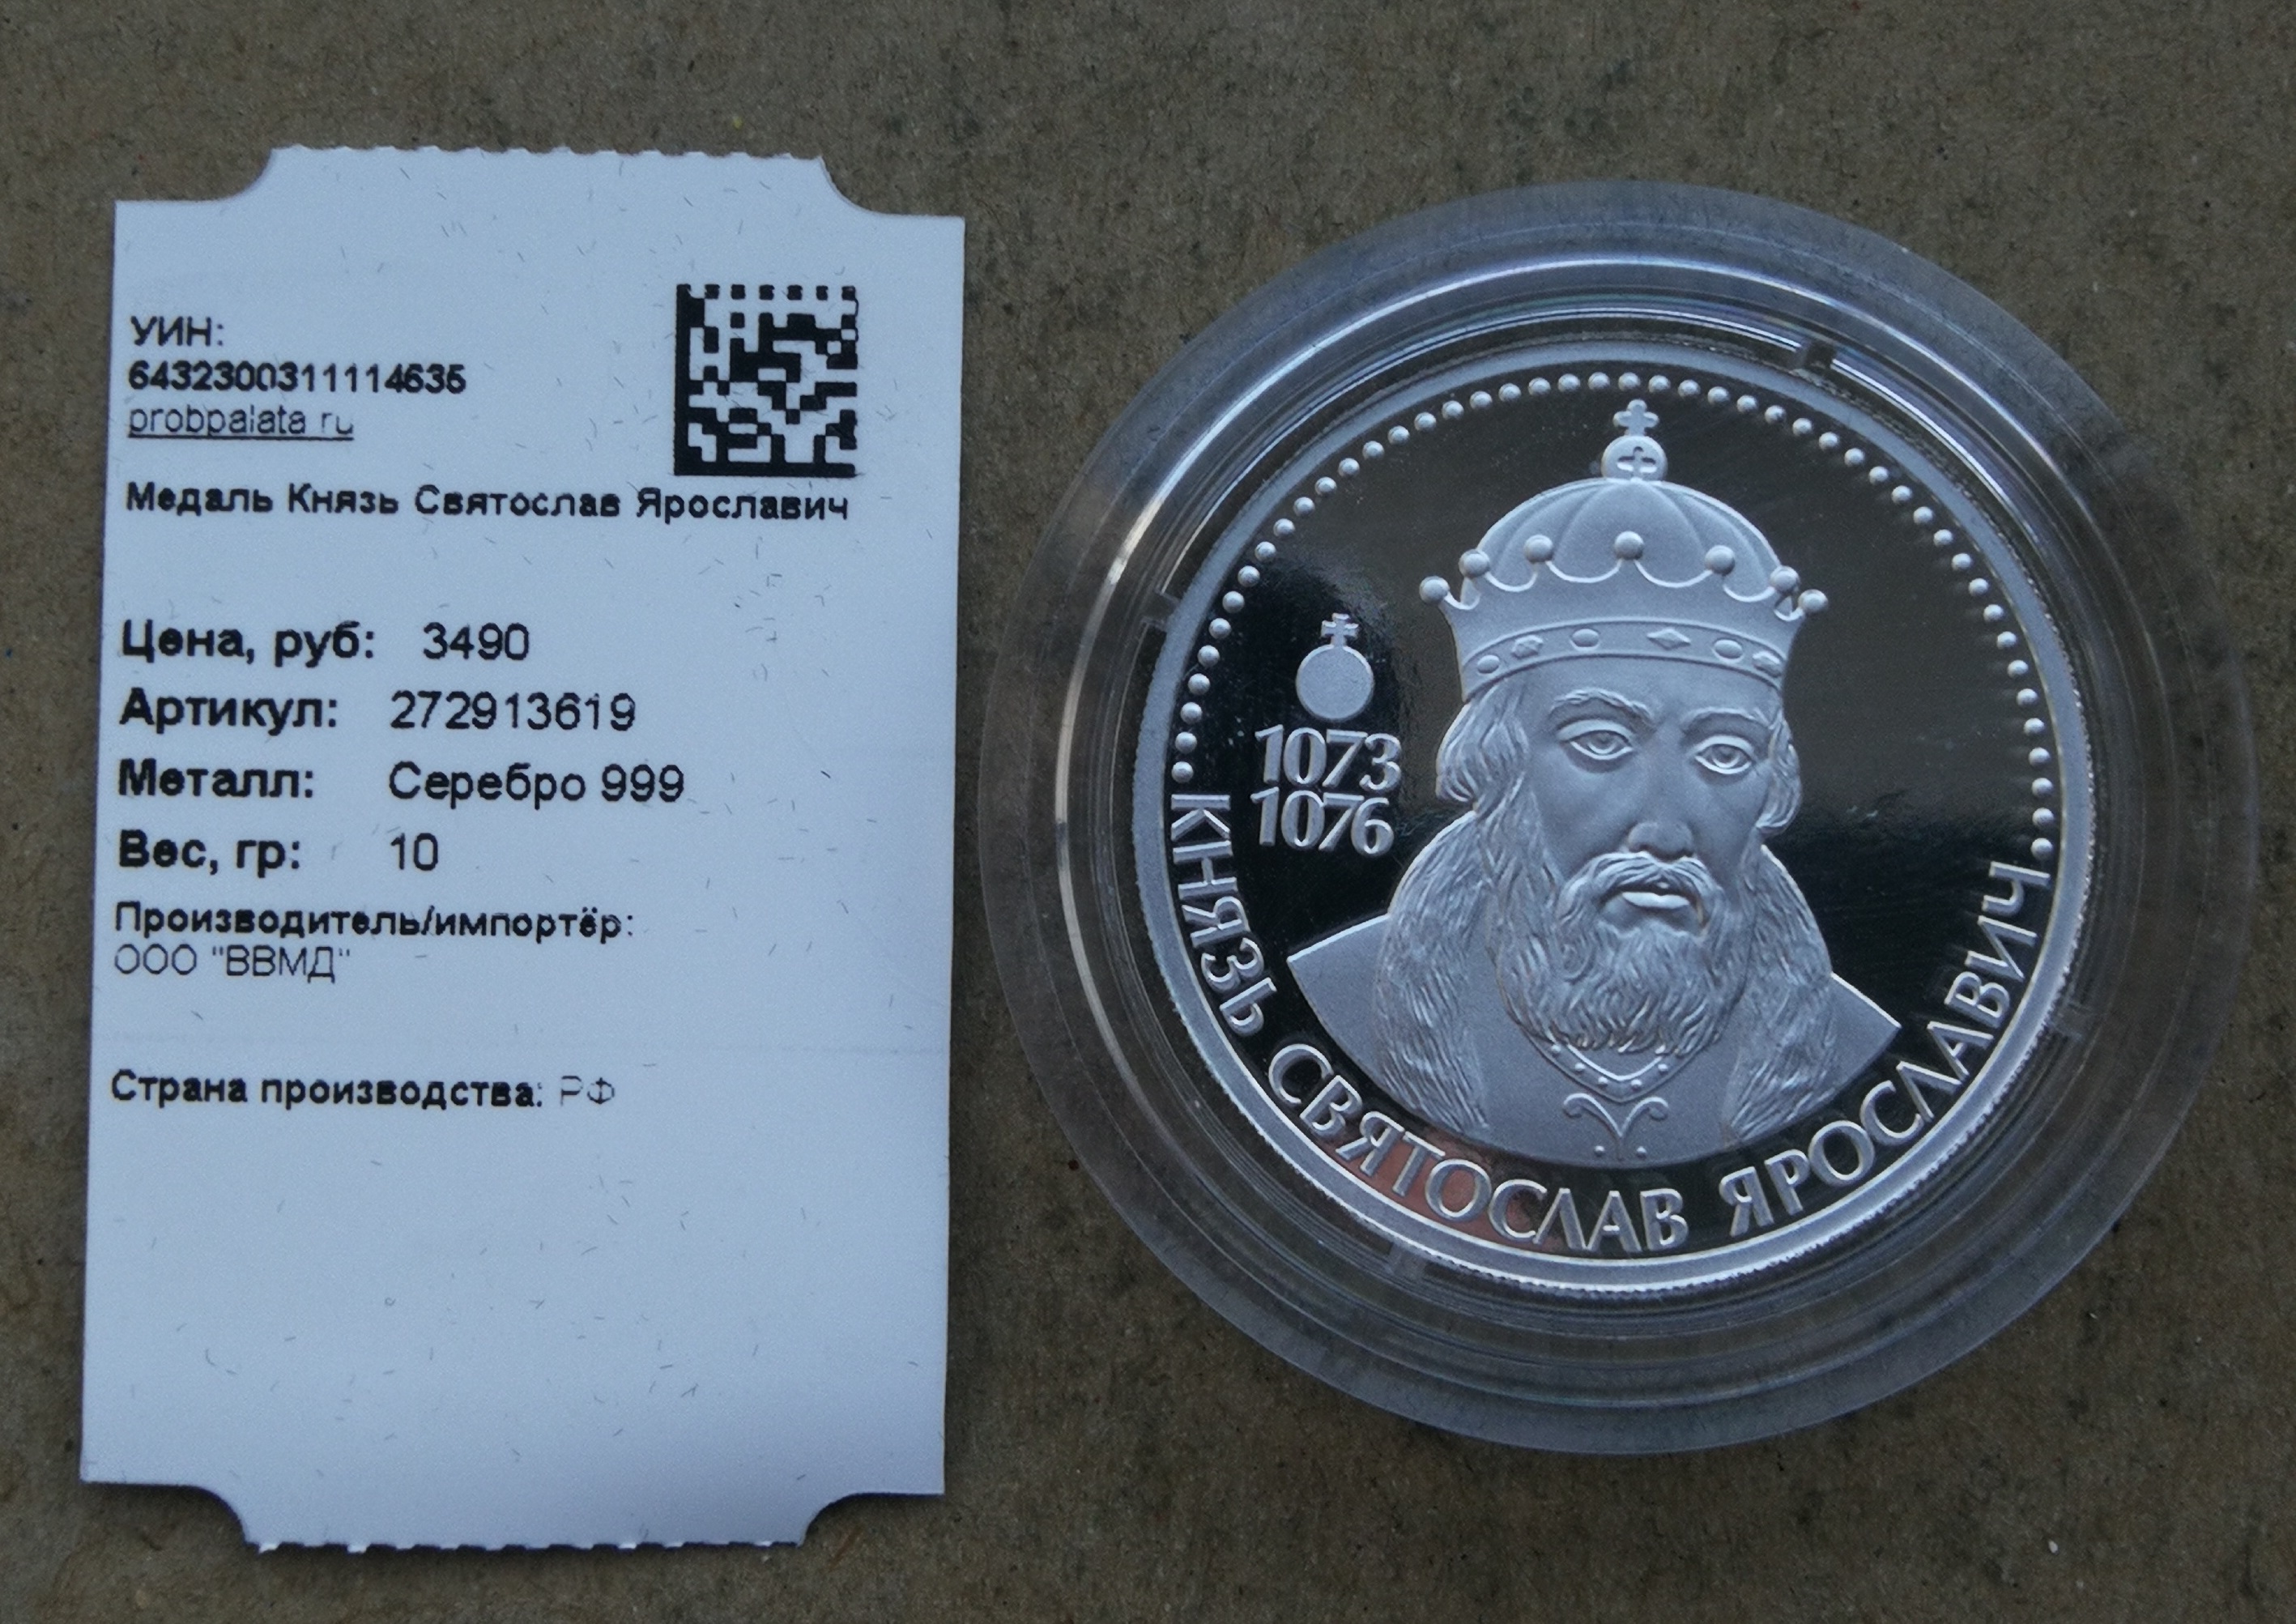 УИН:
6432300311114635
probpalata.ru
Медаль Князь Святослав Ярославич
Цена, руб: 3490
Артикул: 272913619
Металл: Серебро 999
Вес, гр: 10
Производитель/импортёр:
ООО "ВВМД"
Страна производства: РФ
1073
1076
КНЯЗЬ СВЯТОСЛАВ ЯРОСЛАВИЧ